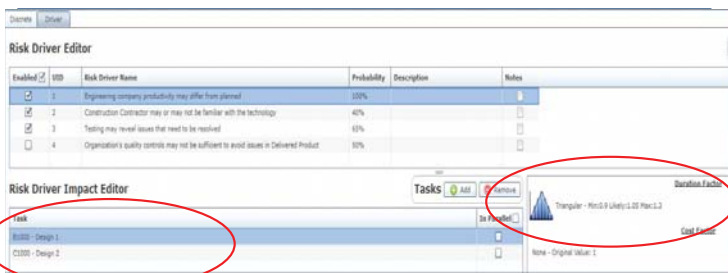 Discrete Driver
Risk Driver Editor
Enabled UID Risk Driver Name Probability Description Notes
1 Engineering company productivity may differ from planned 100%
2 Construction Contractor may or may not be familiar with the technology 40%
3 Testing may reveal issues that need to be resolved 65%
4 Organization's quality controls may not be sufficient to avoid issues in Delivered Product 50%
Risk Driver Impact Editor Tasks Add Remove
Duration Factor
Triangular - Min:0.9 Likely:1.05 Max:1.3
Task In Parallel
B1000 - Design 1
Cost Factor
C1000 - Design 2
None - Original Value: 1